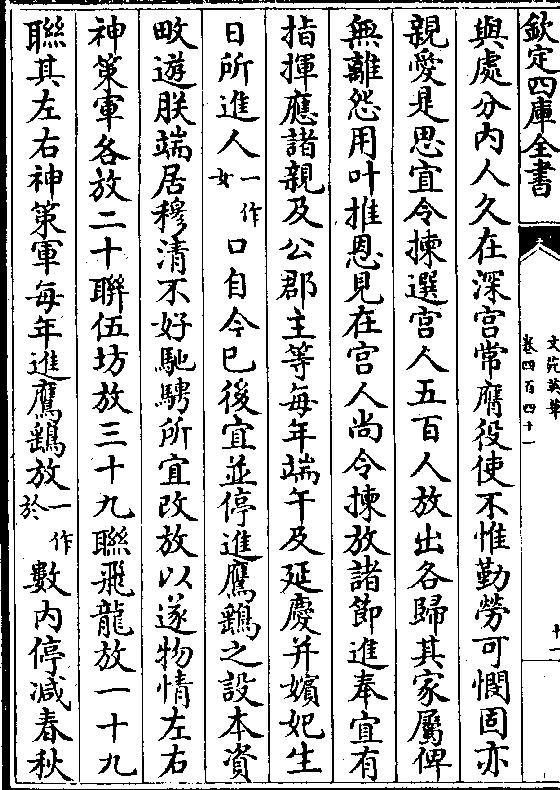 欽定四庫全書
文苑英華
卷四百四十一
十一
與處分内人久在深宫常膺役使不惟勤勞可憫固亦
親愛是思宜令揀選宫人五百人放出各歸其家屬俾
無離怨用叶推恩見在宫人尚令揀放諸節進奉宜有
指揮應諸親及公郡主等每年端午及延慶并嬪妃生
日所進人一作女口自今已後宜並停進鷹鷂之設本資
畋遊朕端居穆清不好馳騁所宜改放以遂物情左右
神策軍各放二十聯伍坊放三十九聯飛龍放一十九
聯其左右神策軍每年進鷹鷂放一作於數内停减春秋